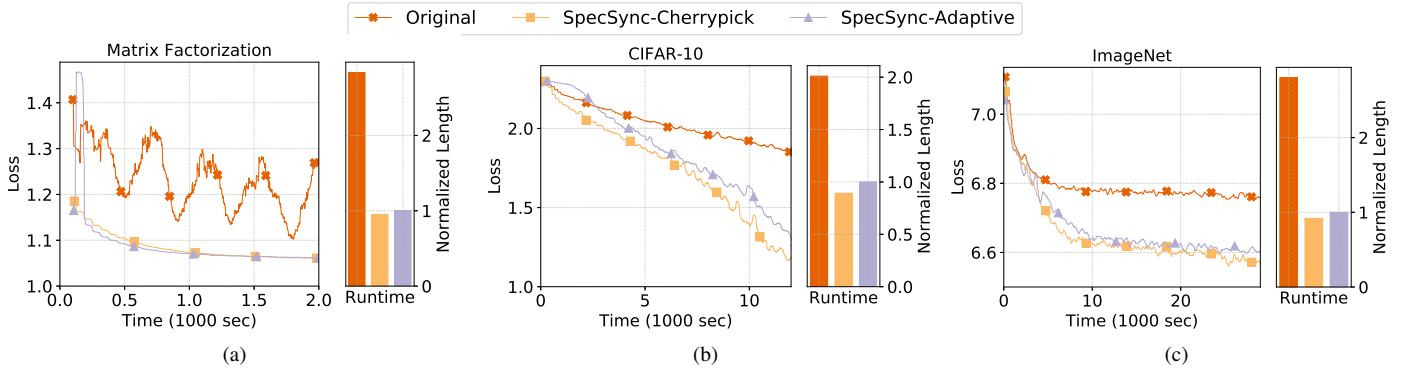 Original SpecSync-Cherrypick SpecSync-Adaptive
Matrix Factorization
Loss
1.4
1.3
1.2
1.1
1.0
0.0 0.5 1.0 1.5 2.0
Time (1000 sec)
2
1
0
Normalized Length
Runtime
(a)
CIFAR-10
Loss
2.0
1.5
1.0
0 5 10
Time (1000 sec)
2.0
1.5
1.0
0.5
0.0
Normalized Length
Runtime
(b)
ImageNet
Loss
7.0
6.8
6.6
0 10 20
Time (1000 sec)
2
1
0
Normalized Length
Runtime
(c)